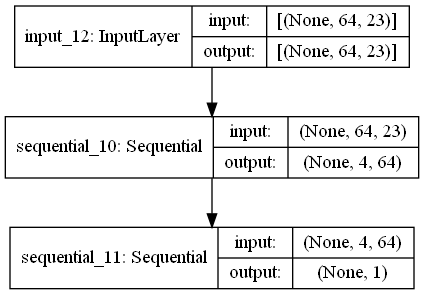 input_12: InputLayer
input: [(None, 64, 23)]
output: [(None, 64, 23)]
sequential_10: Sequential
input: (None, 64, 23)
output: (None, 4, 64)
sequential_11: Sequential
input: (None, 4, 64)
output: (None, 1)